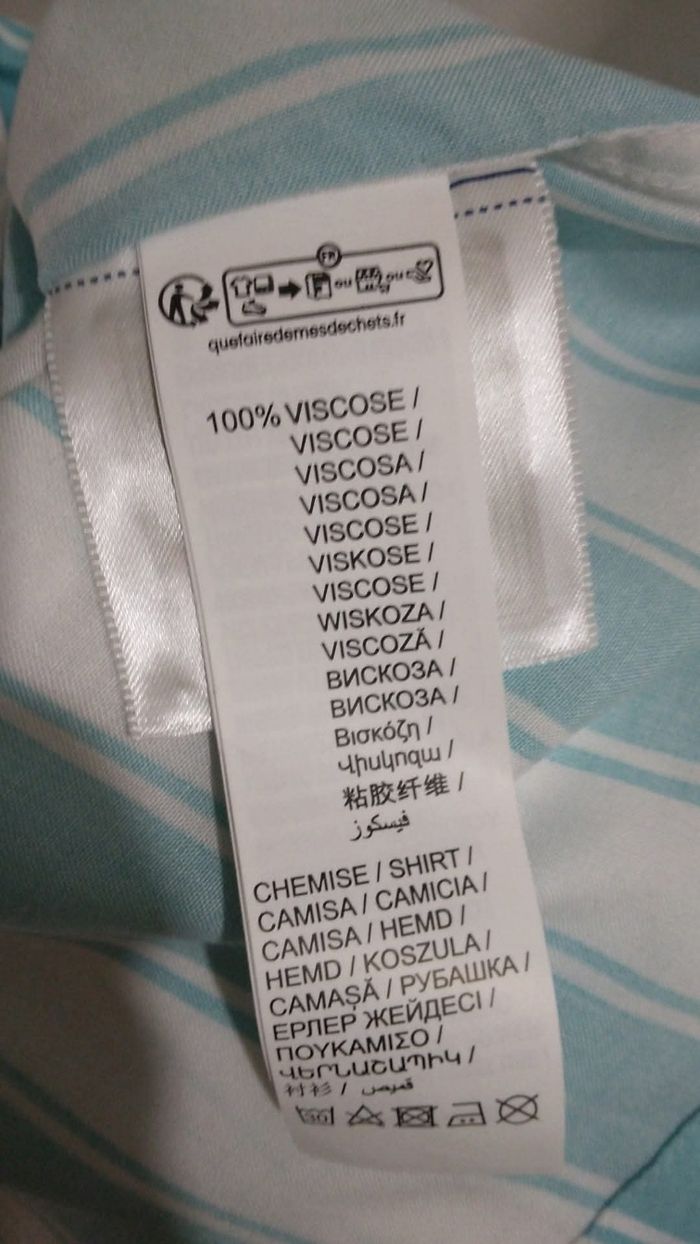 FR
ou ou
quefairedemesdechets.fr
100% VISCOSE /
VISCOSE /
VISCOSA /
VISCOSA /
VISCOSE /
VISKOSE /
VISCOSE /
WISKOZA /
VISCOZĂ /
ВИСКОЗА /
ВИСКОЗА /
Βισκόζη /
Վիսկոզա /
粘胶纤维 /
فيسكوز
CHEMISE / SHIRT /
CAMISA / CAMICIA /
CAMISA / HEMD /
HEMD / KOSZULA /
CAMAȘĂ / РУБАШКА /
ЕРЛЕР ЖЕЙДЕСІ /
ΠΟΥΚΑΜΙΣΟ /
ՎԵՐՆԱՇԱՊԻԿ /
衬衫 / قميص
30